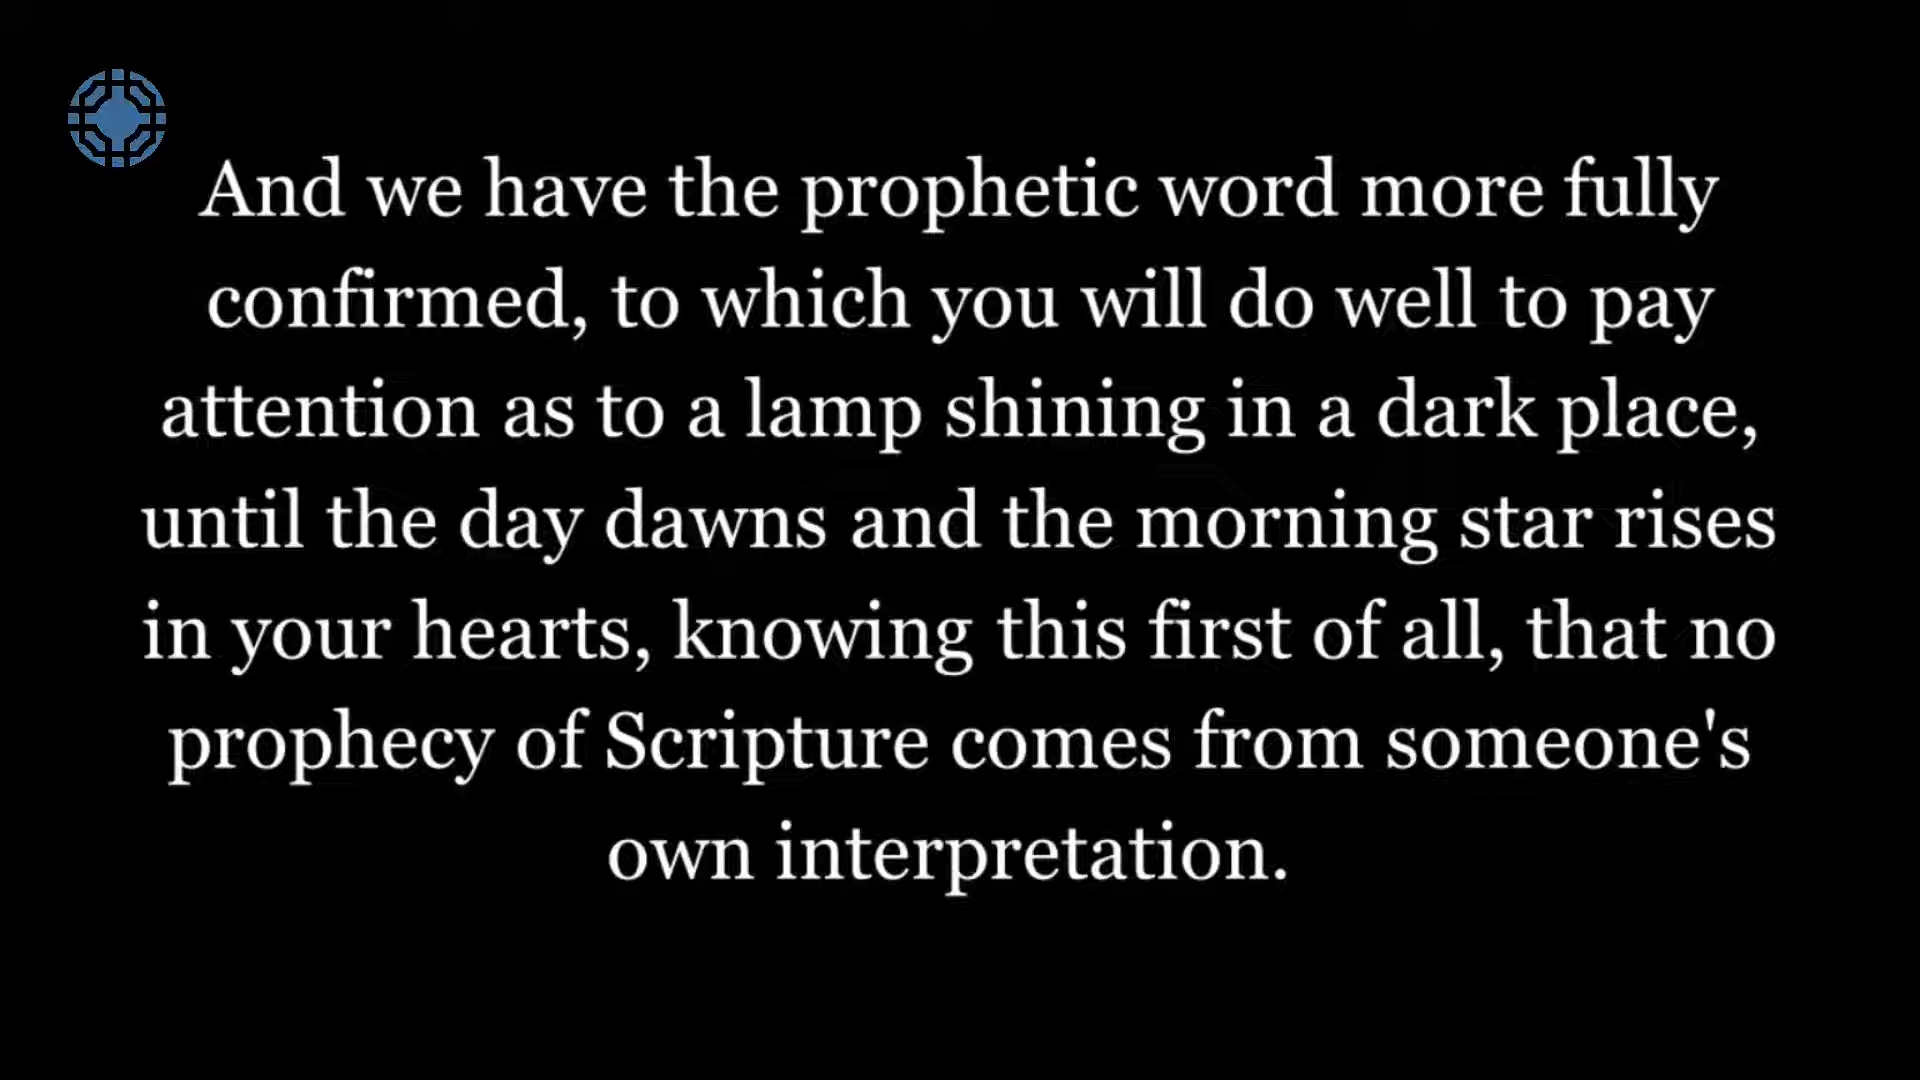 And we have the prophetic word more fully
confirmed, to which you will do well to pay
attention as to a lamp shining in a dark place,
until the day dawns and the morning star rises
in your hearts, knowing this first of all, that no
prophecy of Scripture comes from someone's
own interpretation.